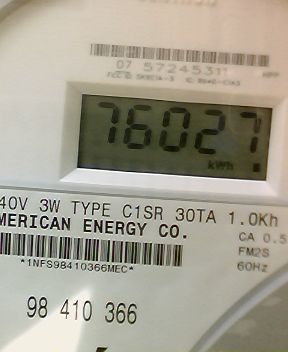 07 57245311
76027
kWh
40V 3W TYPE C1SR 30TA 1.0Kh
MERICAN ENERGY CO.
CA 0.5
FM2S
60Hz
*1NFS98410366MEC*
98 410 366